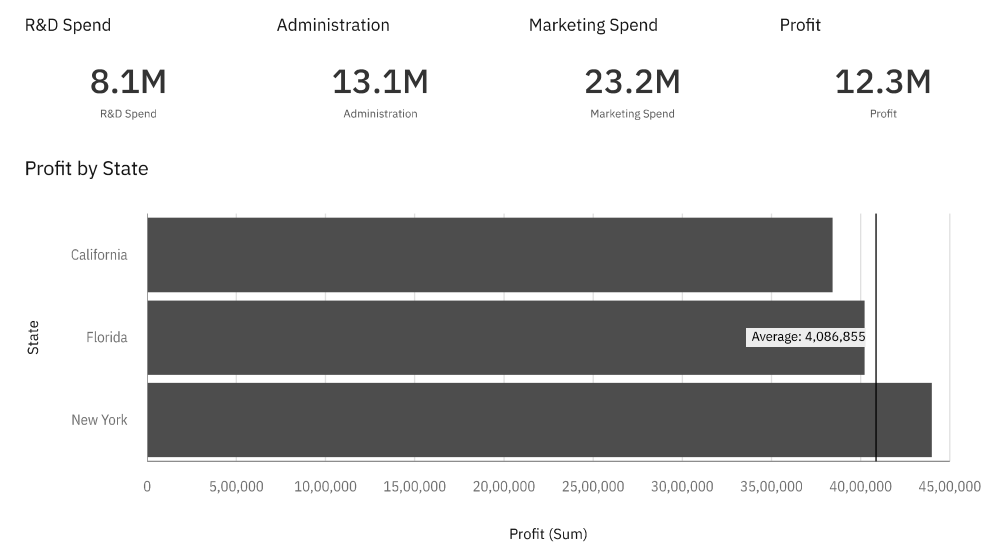 R&D Spend
Administration
Marketing Spend
Profit
8.1M
13.1M
23.2M
12.3M
R&D Spend
Administration
Marketing Spend
Profit
Profit by State
State
California
Florida
New York
Average: 4,086,855
0
5,00,000
10,00,000
15,00,000
20,00,000
25,00,000
30,00,000
35,00,000
40,00,000
45,00,000
Profit (Sum)